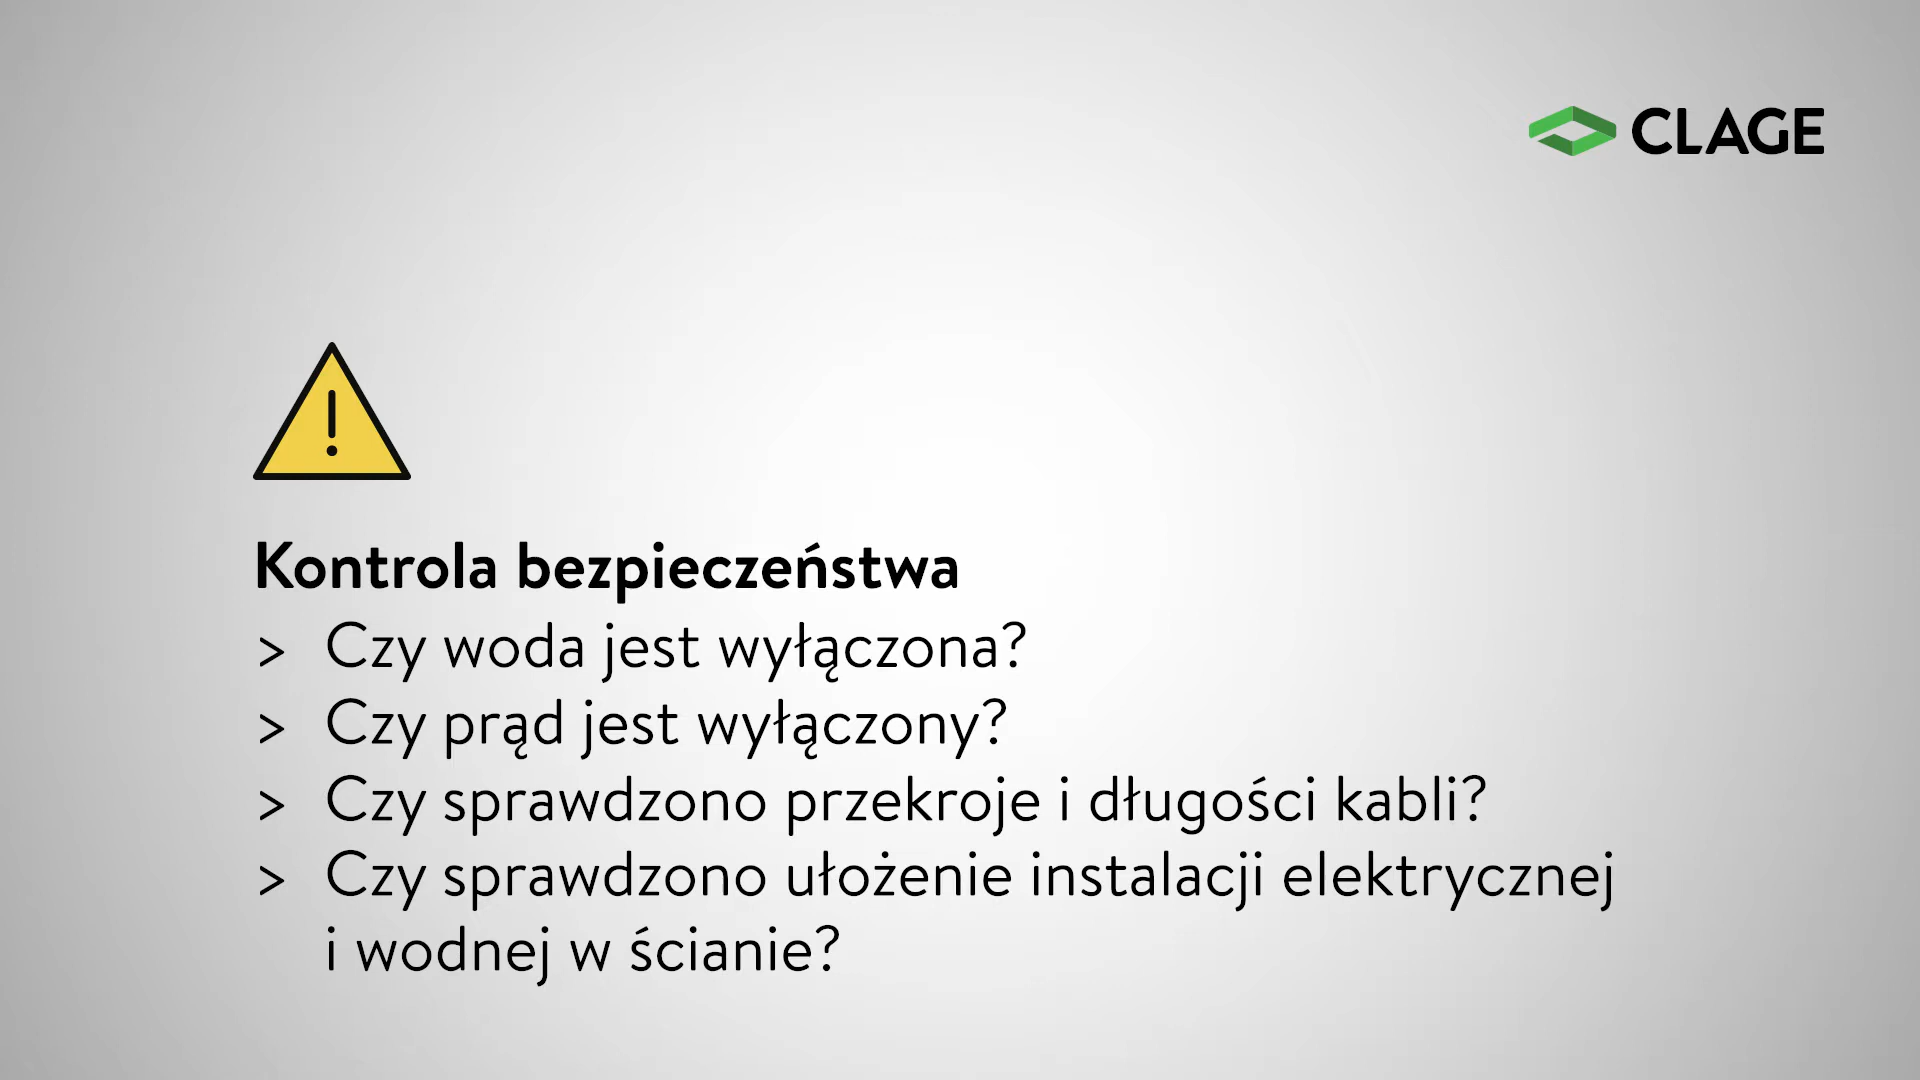 CLAGE
Kontrola bezpieczeństwa
> Czy woda jest wyłączona?
> Czy prąd jest wyłączony?
> Czy sprawdzono przekroje i długości kabli?
> Czy sprawdzono ułożenie instalacji elektrycznej
i wodnej w ścianie?